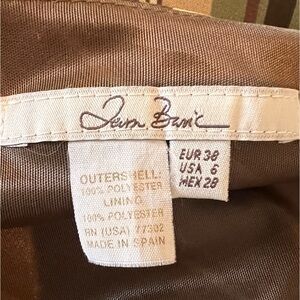 OUTERSHELL:
100% POLYESTER
LINING
100% POLYESTER
RN (USA) 77302
MADE IN SPAIN
EUR 38
USA 6
MEX 28